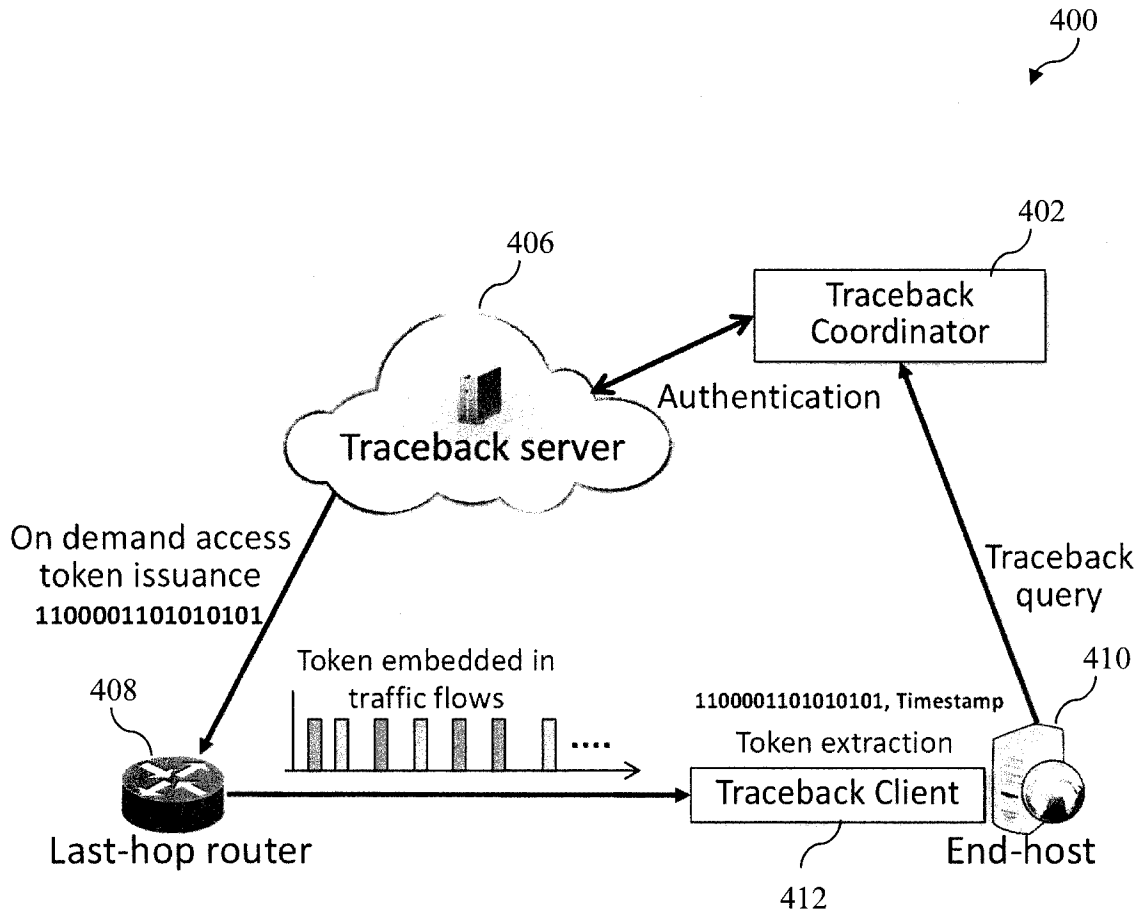 400
402
406
Traceback
Coordinator
Authentication
Traceback server
On demand access
token issuance
1100001101010101
Traceback
query
408
Token embedded in
traffic flows
410
1100001101010101, Timestamp
Token extraction
Traceback Client
Last-hop router
End-host
412